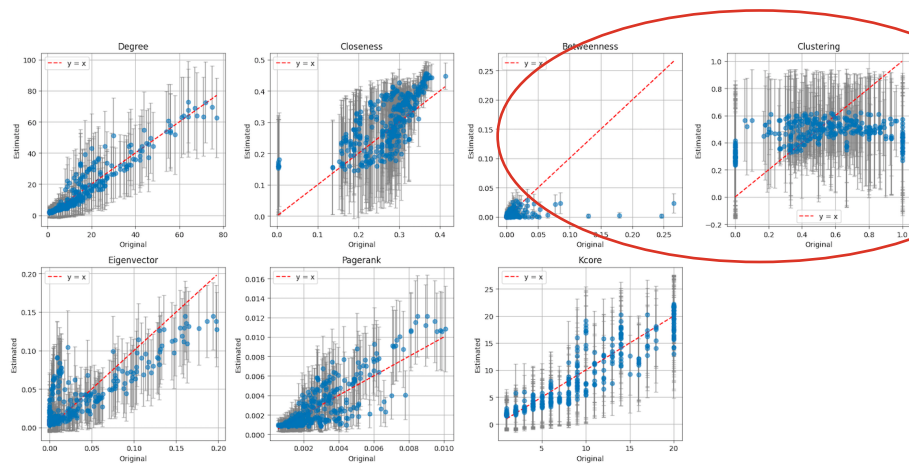 Degree
100
80
60
40
20
0
Estimated
y = x
0
20
40
60
80
Original
Closeness
0.5
0.4
0.3
0.2
0.1
0.0
Estimated
y = x
0.0
0.1
0.2
0.3
0.4
Original
Betweenness
0.25
0.20
0.15
0.10
0.05
0.00
Estimated
y = x
0.00
0.05
0.10
0.15
0.20
0.25
Original
Clustering
1.0
0.8
0.6
0.4
0.2
0.0
−0.2
Estimated
y = x
0.0
0.2
0.4
0.6
0.8
1.0
Original
Eigenvector
0.20
0.15
0.10
0.05
0.00
Estimated
y = x
0.00
0.05
0.10
0.15
0.20
Original
Pagerank
0.016
0.014
0.012
0.010
0.008
0.006
0.004
0.002
0.000
Estimated
y = x
0.002
0.004
0.006
0.008
0.010
Original
Kcore
25
20
15
10
5
0
Estimated
y = x
5
10
15
20
Original